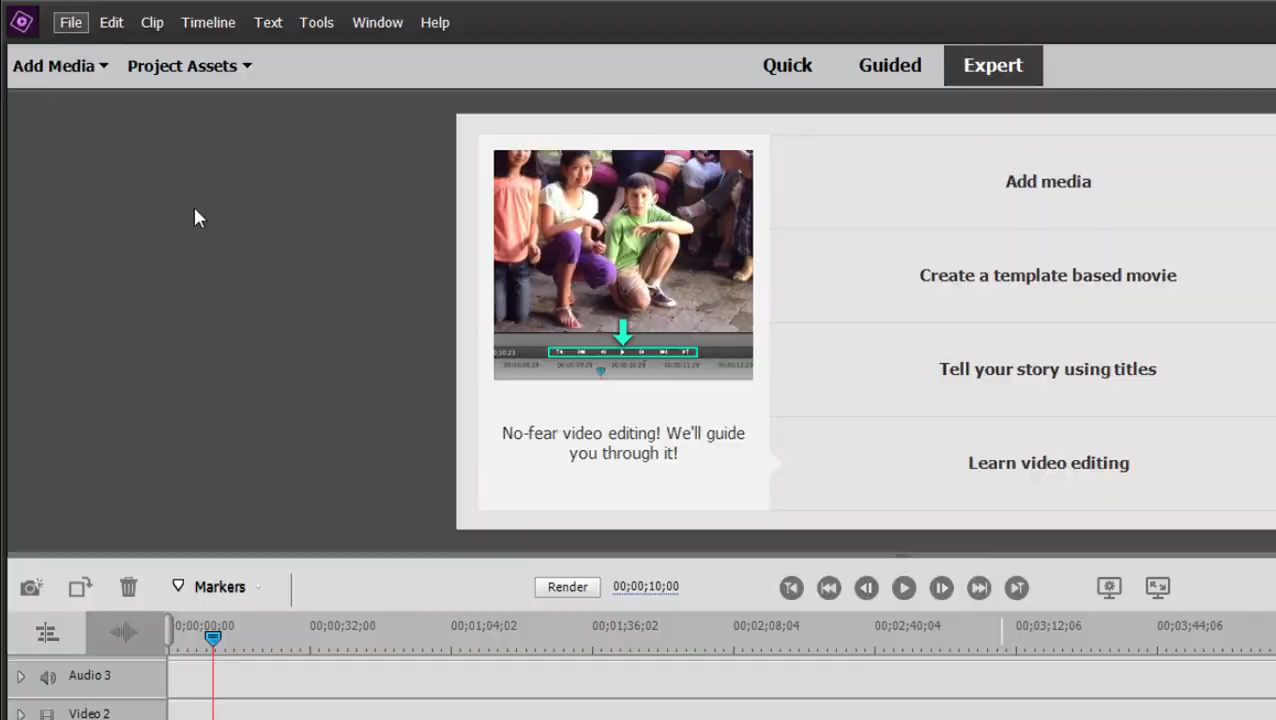 File Edit Clip Timeline Text Tools Window Help
Add Media Project Assets Quick Guided Expert
Add media
Create a template based movie
Tell your story using titles
Learn video editing
No-fear video editing! We'll guide
you through it!
Markers Render 00;00;10;00
0;00;00;00 00;00;32;00 00;01;04;02 00;01;36;02 00;02;08;04 00;02;40;04 00;03;12;06 00;03;44;06
Audio 3
Video 2